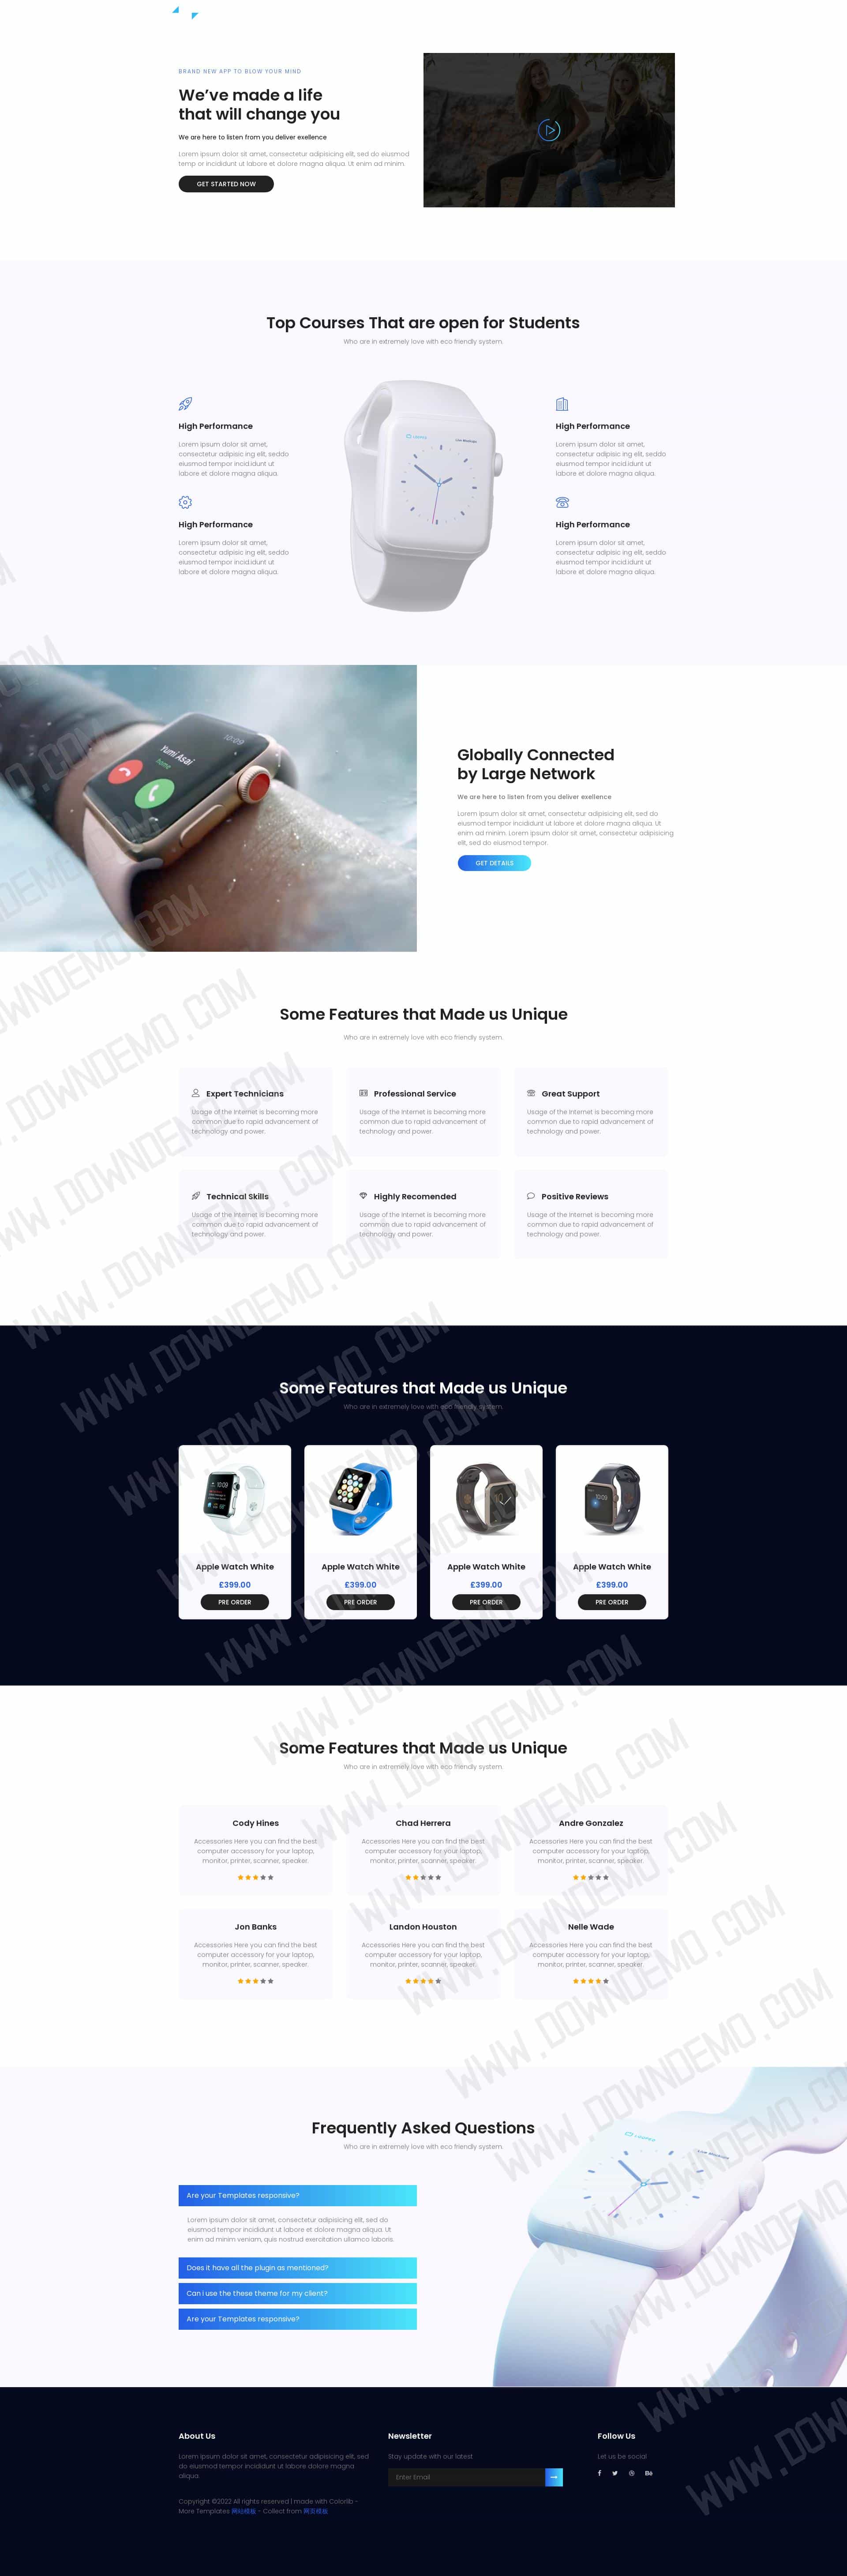 BRAND NEW APP TO BLOW YOUR MIND
We've made a life
that will change you
We are here to listen from you deliver exellence
Lorem ipsum dolor sit amet, consectetur adipisicing elit, sed do eiusmod
temp or incididunt ut labore et dolore magna aliqua. Ut enim ad minim.
GET STARTED NOW
Top Courses That are open for Students
Who are in extremely love with eco friendly system.
High Performance
Lorem ipsum dolor sit amet,
consectetur adipisic ing elit, seddo
eiusmod tempor incid.idunt ut
labore et dolore magna aliqua.
High Performance
Lorem ipsum dolor sit amet,
consectetur adipisic ing elit, seddo
eiusmod tempor incid.idunt ut
labore et dolore magna aliqua.
High Performance
Lorem ipsum dolor sit amet,
consectetur adipisic ing elit, seddo
eiusmod tempor incid.idunt ut
labore et dolore magna aliqua.
High Performance
Lorem ipsum dolor sit amet,
consectetur adipisic ing elit, seddo
eiusmod tempor incid.idunt ut
labore et dolore magna aliqua.
10:09
Yumi Asai
home
Globally Connected
by Large Network
We are here to listen from you deliver exellence
Lorem ipsum dolor sit amet, consectetur adipisicing elit, sed do
eiusmod tempor incididunt ut labore et dolore magna aliqua. Ut
enim ad minim. Lorem ipsum dolor sit amet, consectetur adipisicing
elit, sed do eiusmod tempor.
GET DETAILS
Some Features that Made us Unique
Who are in extremely love with eco friendly system.
Expert Technicians
Usage of the Internet is becoming more
common due to rapid advancement of
technology and power.
Professional Service
Usage of the Internet is becoming more
common due to rapid advancement of
technology and power.
Great Support
Usage of the Internet is becoming more
common due to rapid advancement of
technology and power.
Technical Skills
Usage of the Internet is becoming more
common due to rapid advancement of
technology and power.
Highly Recomended
Usage of the Internet is becoming more
common due to rapid advancement of
technology and power.
Positive Reviews
Usage of the Internet is becoming more
common due to rapid advancement of
technology and power.
Some Features that Made us Unique
Who are in extremely love with eco friendly system.
Apple Watch White
£399.00
PRE ORDER
Apple Watch White
£399.00
PRE ORDER
Apple Watch White
£399.00
PRE ORDER
Apple Watch White
£399.00
PRE ORDER
Some Features that Made us Unique
Who are in extremely love with eco friendly system.
Cody Hines
Accessories Here you can find the best
computer accessory for your laptop,
monitor, printer, scanner, speaker.
Chad Herrera
Accessories Here you can find the best
computer accessory for your laptop,
monitor, printer, scanner, speaker.
Andre Gonzalez
Accessories Here you can find the best
computer accessory for your laptop,
monitor, printer, scanner, speaker.
Jon Banks
Accessories Here you can find the best
computer accessory for your laptop,
monitor, printer, scanner, speaker.
Landon Houston
Accessories Here you can find the best
computer accessory for your laptop,
monitor, printer, scanner, speaker.
Nelle Wade
Accessories Here you can find the best
computer accessory for your laptop,
monitor, printer, scanner, speaker.
Frequently Asked Questions
Who are in extremely love with eco friendly system.
Are your Templates responsive?
Lorem ipsum dolor sit amet, consectetur adipisicing elit, sed do
eiusmod tempor incididunt ut labore et dolore magna aliqua. Ut
enim ad minim veniam, quis nostrud exercitation ullamco laboris.
Does it have all the plugin as mentioned?
Can i use the these theme for my client?
Are your Templates responsive?
About Us
Lorem ipsum dolor sit amet, consectetur adipisicing elit, sed
do eiusmod tempor incididunt ut labore dolore magna
aliqua.
Copyright ©2022 All rights reserved | made with Colorlib -
More Templates 网站模板 - Collect from 网页模板
Newsletter
Stay update with our latest
Enter Email
Follow Us
Let us be social
WWW.DOWNDEMO.COM